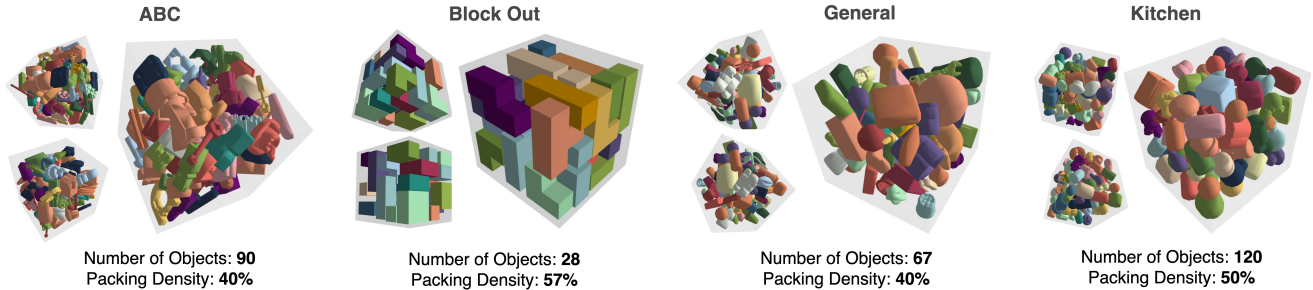 ABC
Block Out
General
Kitchen
Number of Objects: 90
Packing Density: 40%
Number of Objects: 28
Packing Density: 57%
Number of Objects: 67
Packing Density: 40%
Number of Objects: 120
Packing Density: 50%